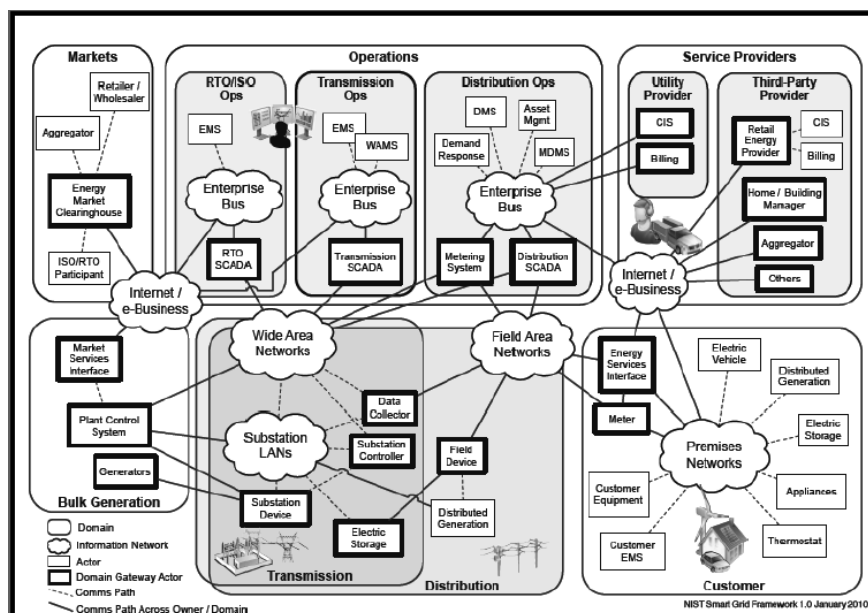 Markets
Retailer /
Wholesaler
Aggregator
Energy
Market
Clearinghouse
ISO/RTO
Participant
Operations
RTO/ISO
Ops
EMS
Enterprise
Bus
RTO
SCADA
Transmission
Ops
EMS
WAMS
Enterprise
Bus
Transmission
SCADA
Distribution Ops
DMS
Asset
Mgmt
Demand
Response
MDMS
Enterprise
Bus
Metering
System
Distribution
SCADA
Service Providers
Utility
Provider
CIS
Billing
Third-Party
Provider
Retail
Energy
Provider
CIS
Billing
Home / Building
Manager
Aggregator
Others
Internet /
e-Business
Internet /
e-Business
Market
Services
Interface
Plant Control
System
Generators
Bulk Generation
Wide Area
Networks
Substation
LANs
Data
Collector
Substation
Controller
Substation
Device
Electric
Storage
Transmission
Field Area
Networks
Field
Device
Distributed
Generation
Distribution
Energy
Services
Interface
Meter
Electric
Vehicle
Distributed
Generation
Electric
Storage
Premises
Networks
Customer
Equipment
Appliances
Customer
EMS
Thermostat
Customer
Domain
Information Network
Actor
Domain Gateway Actor
Comms Path
Comms Path Across Owner / Domain
NIST Smart Grid Framework 1.0 January 2010